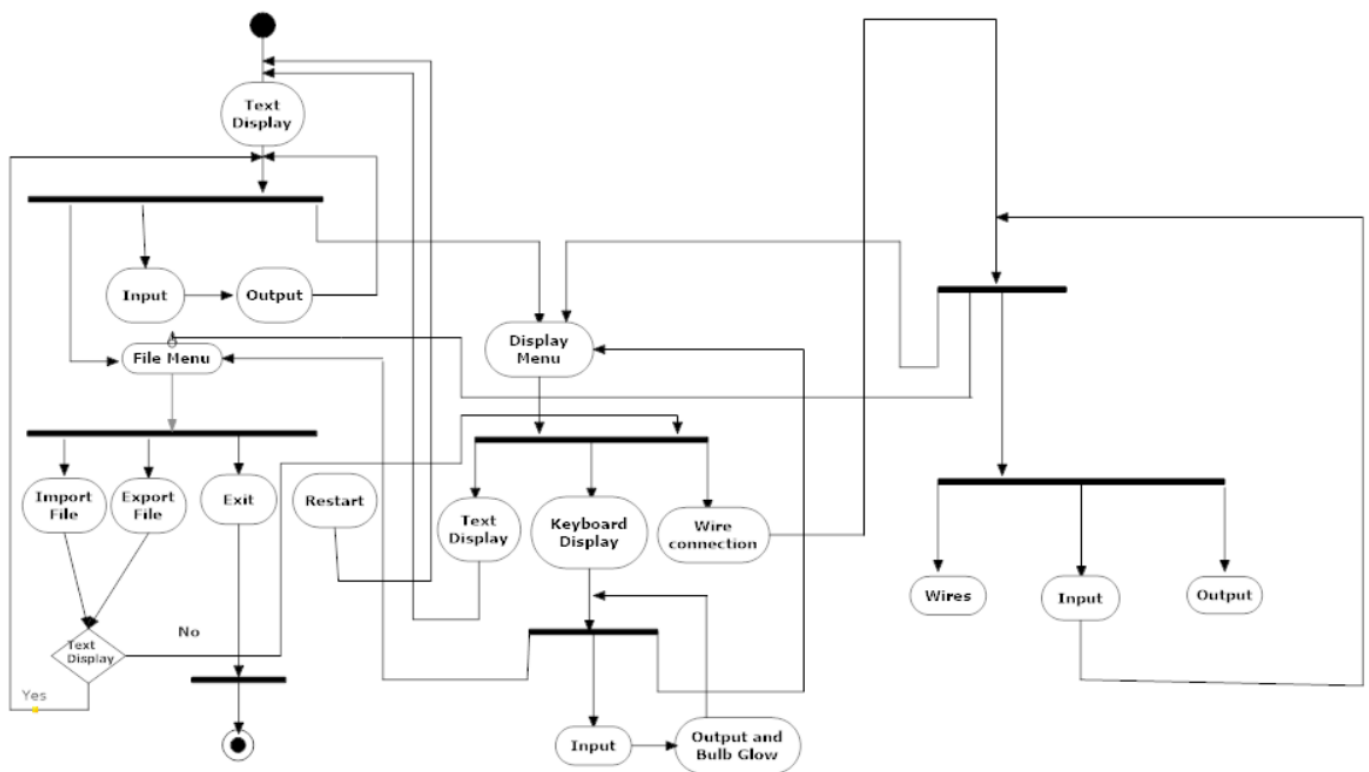 Text
Display
Input
Output
File Menu
Display
Menu
Import
File
Export
File
Exit
Restart
Text
Display
Keyboard
Display
Wire
connection
Wires
Input
Output
No
Text
Display
Yes
Input
Output and
Bulb Glow